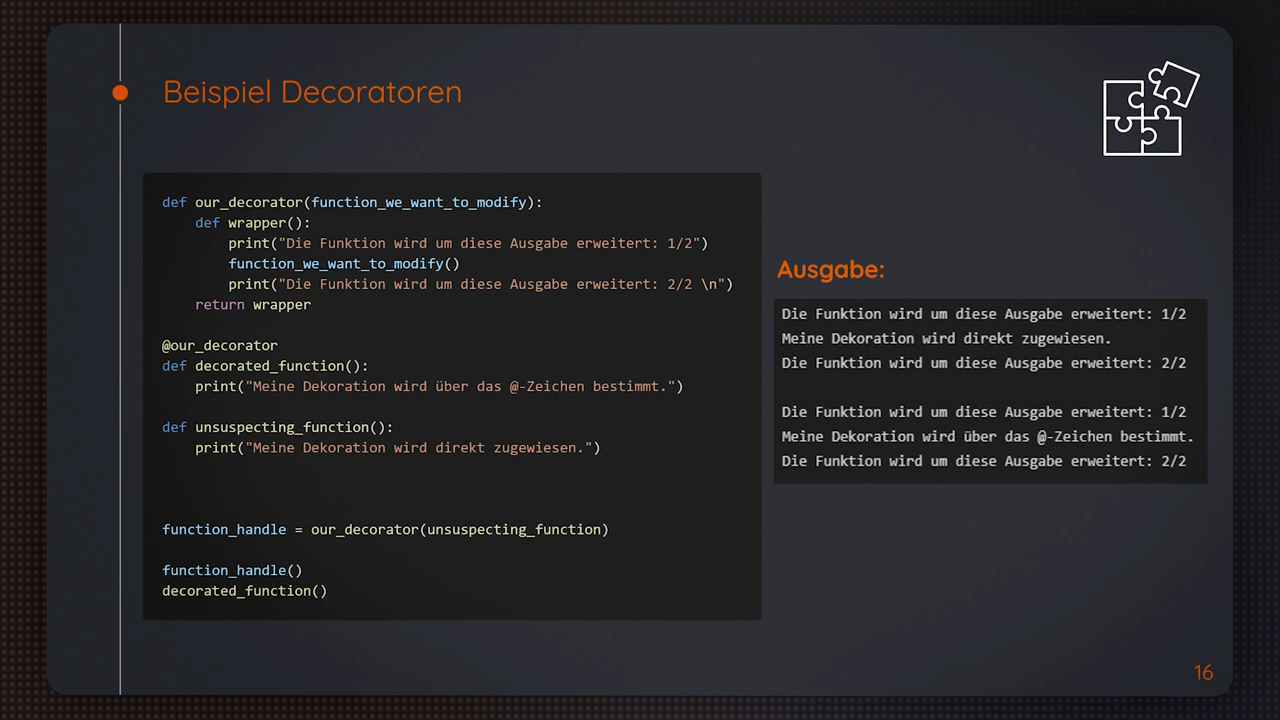 Beispiel Decoratoren
def our_decorator(function_we_want_to_modify):
    def wrapper():
        print("Die Funktion wird um diese Ausgabe erweitert: 1/2")
        function_we_want_to_modify()
        print("Die Funktion wird um diese Ausgabe erweitert: 2/2 \n")
    return wrapper
@our_decorator
def decorated_function():
    print("Meine Dekoration wird über das @-Zeichen bestimmt.")
def unsuspecting_function():
    print("Meine Dekoration wird direkt zugewiesen.")
function_handle = our_decorator(unsuspecting_function)
function_handle()
decorated_function()
Ausgabe:
Die Funktion wird um diese Ausgabe erweitert: 1/2
Meine Dekoration wird direkt zugewiesen.
Die Funktion wird um diese Ausgabe erweitert: 2/2
Die Funktion wird um diese Ausgabe erweitert: 1/2
Meine Dekoration wird über das @-Zeichen bestimmt.
Die Funktion wird um diese Ausgabe erweitert: 2/2
16